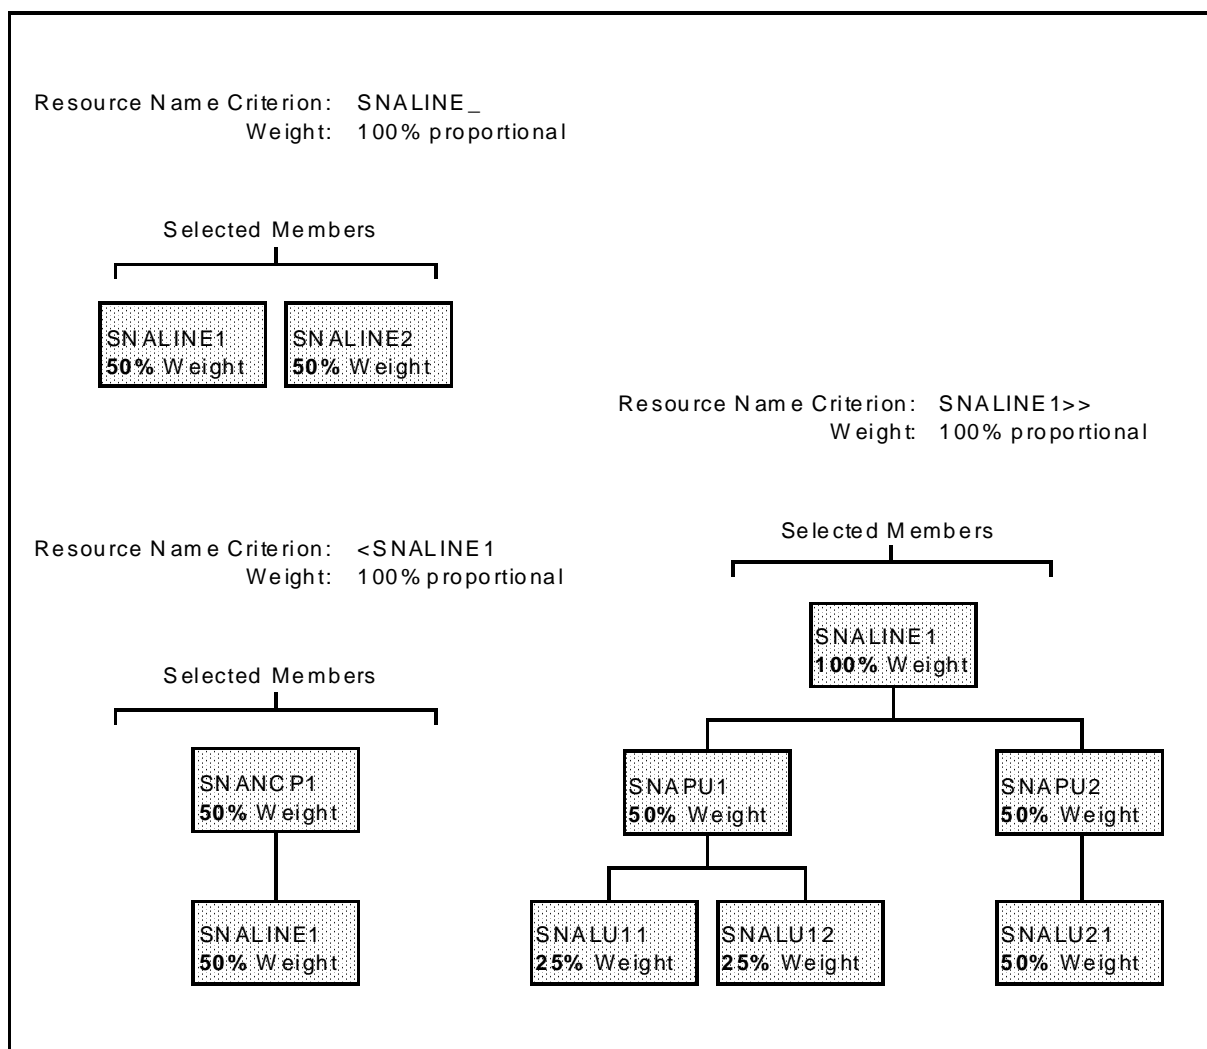 Resource Name Criterion: SNALINE_
Weight: 100% proportional
Selected Members
SNALINE1
50% Weight
SNALINE2
50% Weight
Resource Name Criterion: SNALINE1>>
Weight: 100% proportional
Selected Members
SNALINE1
100% Weight
SNAPU1
50% Weight
SNAPU2
50% Weight
SNALU11
25% Weight
SNALU12
25% Weight
SNALU21
50% Weight
Resource Name Criterion: <SNALINE1
Weight: 100% proportional
Selected Members
SNANCP1
50% Weight
SNALINE1
50% Weight